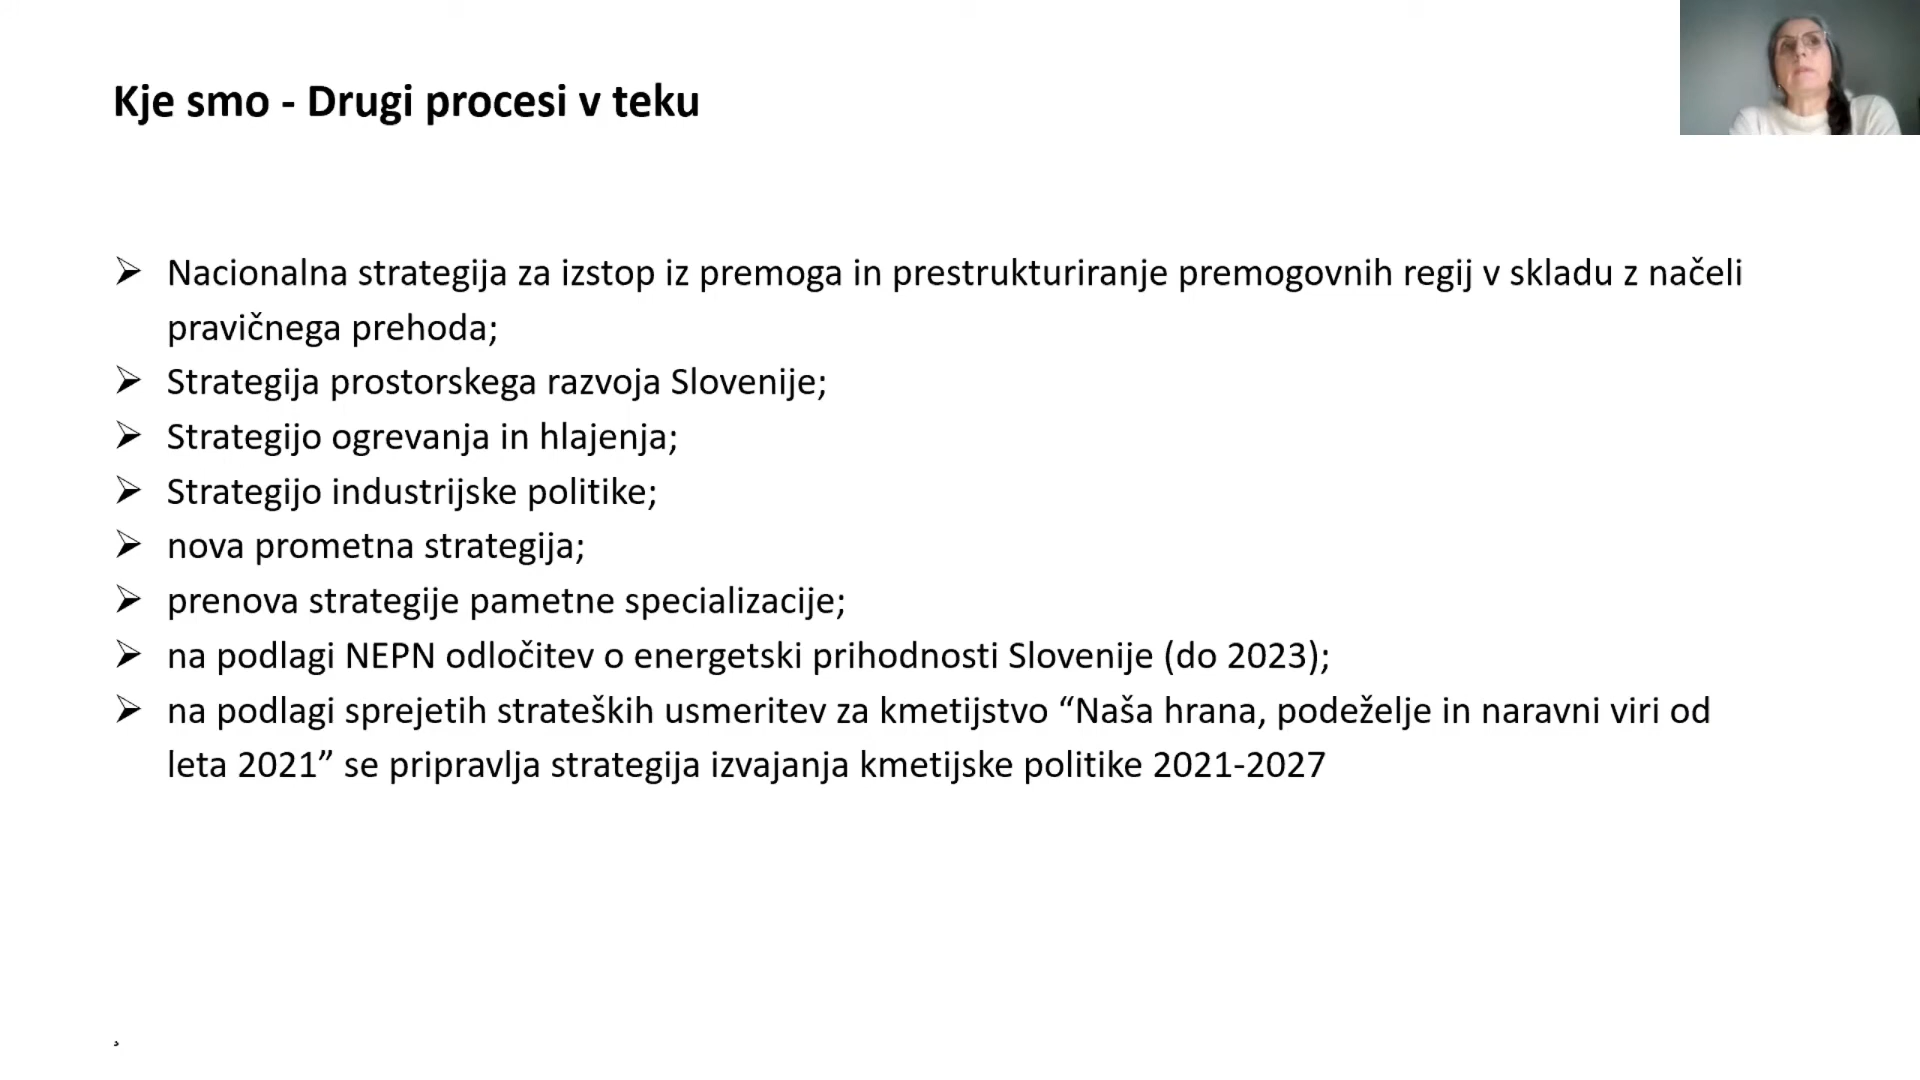 Kje smo - Drugi procesi v teku
➢ Nacionalna strategija za izstop iz premoga in prestrukturiranje premogovnih regij v skladu z načeli
pravičnega prehoda;
➢ Strategija prostorskega razvoja Slovenije;
➢ Strategijo ogrevanja in hlajenja;
➢ Strategijo industrijske politike;
➢ nova prometna strategija;
➢ prenova strategije pametne specializacije;
➢ na podlagi NEPN odločitev o energetski prihodnosti Slovenije (do 2023);
➢ na podlagi sprejetih strateških usmeritev za kmetijstvo “Naša hrana, podeželje in naravni viri od
leta 2021” se pripravlja strategija izvajanja kmetijske politike 2021-2027